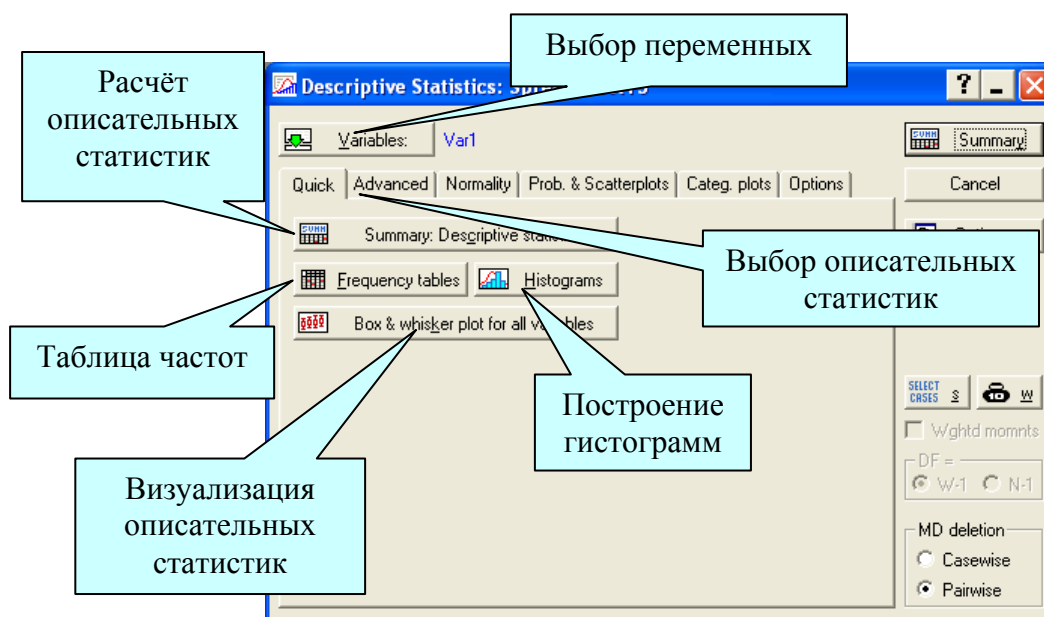 Выбор переменных
Расчёт
описательных
статистик
Descriptive Statistics:
Variables:
Var1
Summary
Quick
Advanced
Normality
Prob. & Scatterplots
Categ. plots
Options
Cancel
Summary: Descriptive
Выбор описательных
статистик
Frequency tables
Histograms
Box & whisker plot for all
Таблица частот
Построение
гистограмм
Визуализация
описательных
статистик
SELECT
CASES
S
W
Wghtd momnts
DF =
W-1
N-1
MD deletion
Casewise
Pairwise